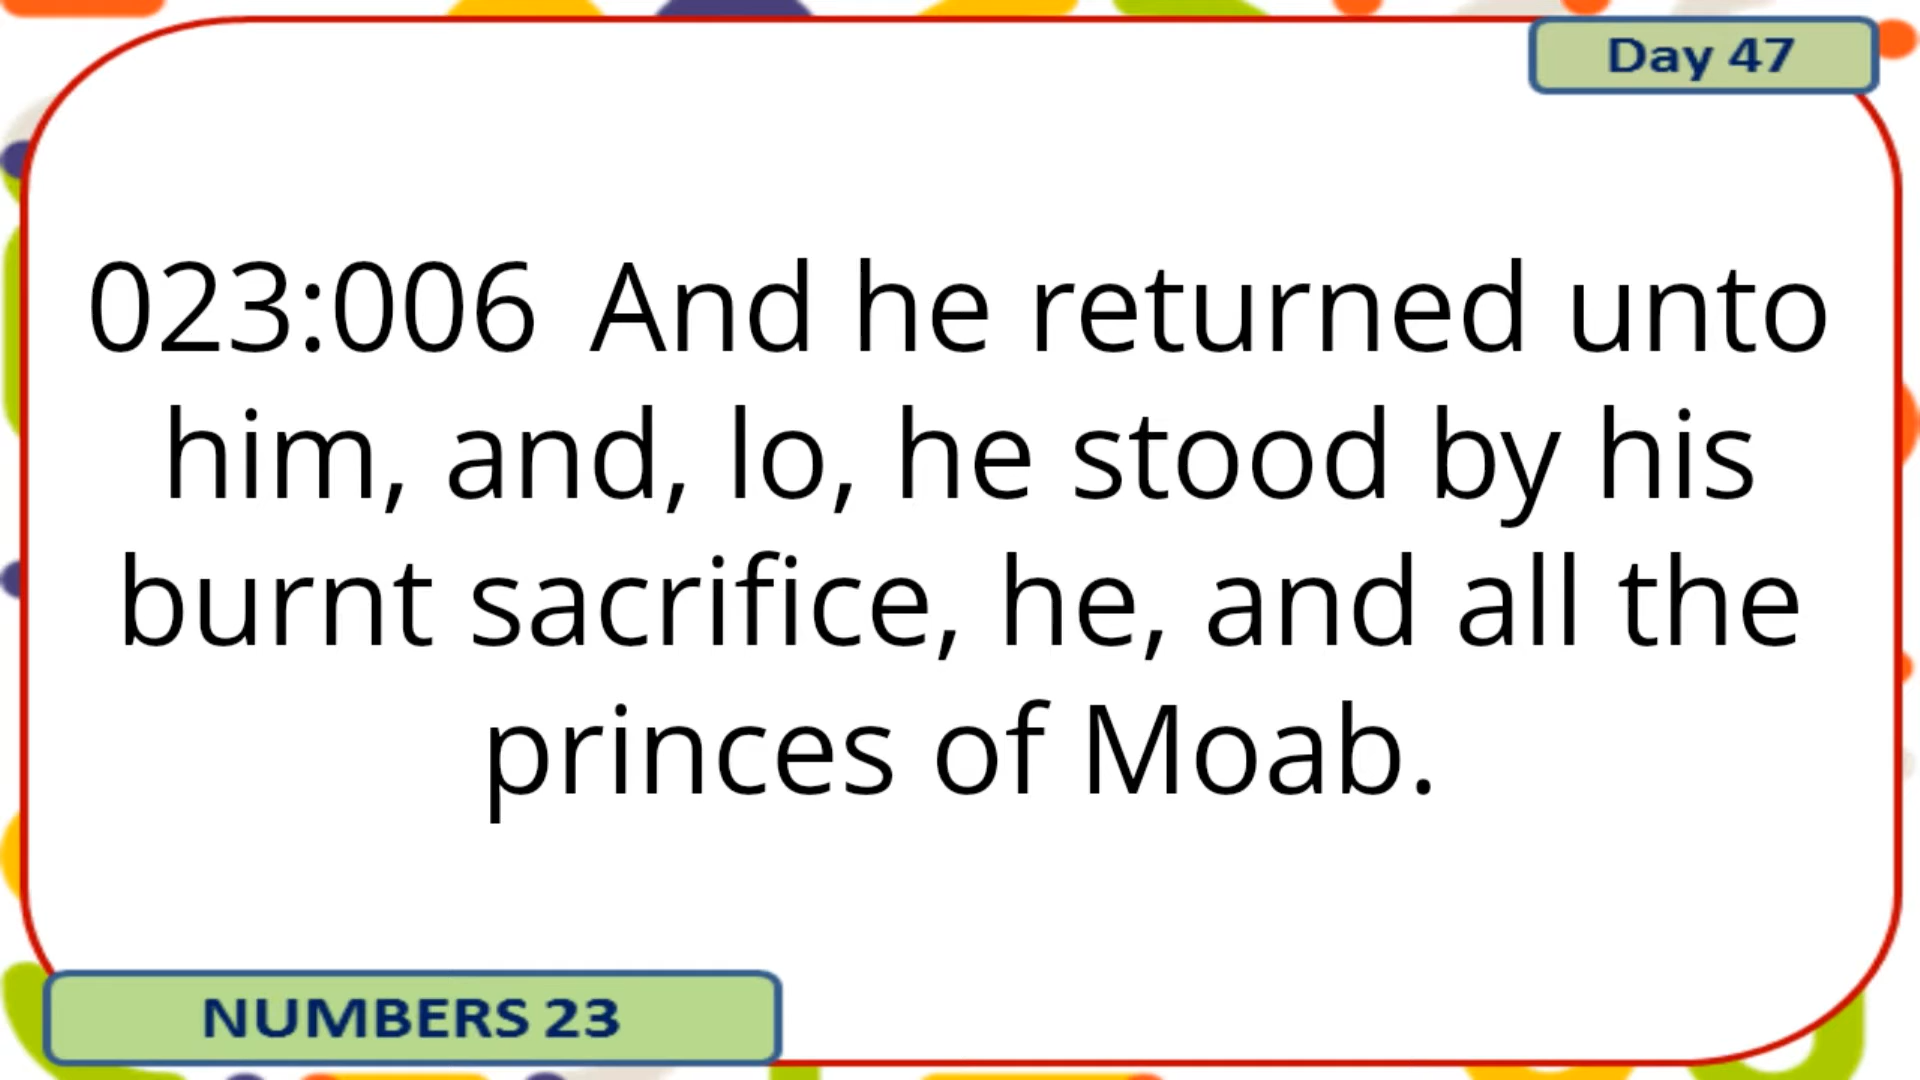 Day 47
023:006  And he returned unto
him, and, lo, he stood by his
burnt sacrifice, he, and all the
princes of Moab.
NUMBERS 23